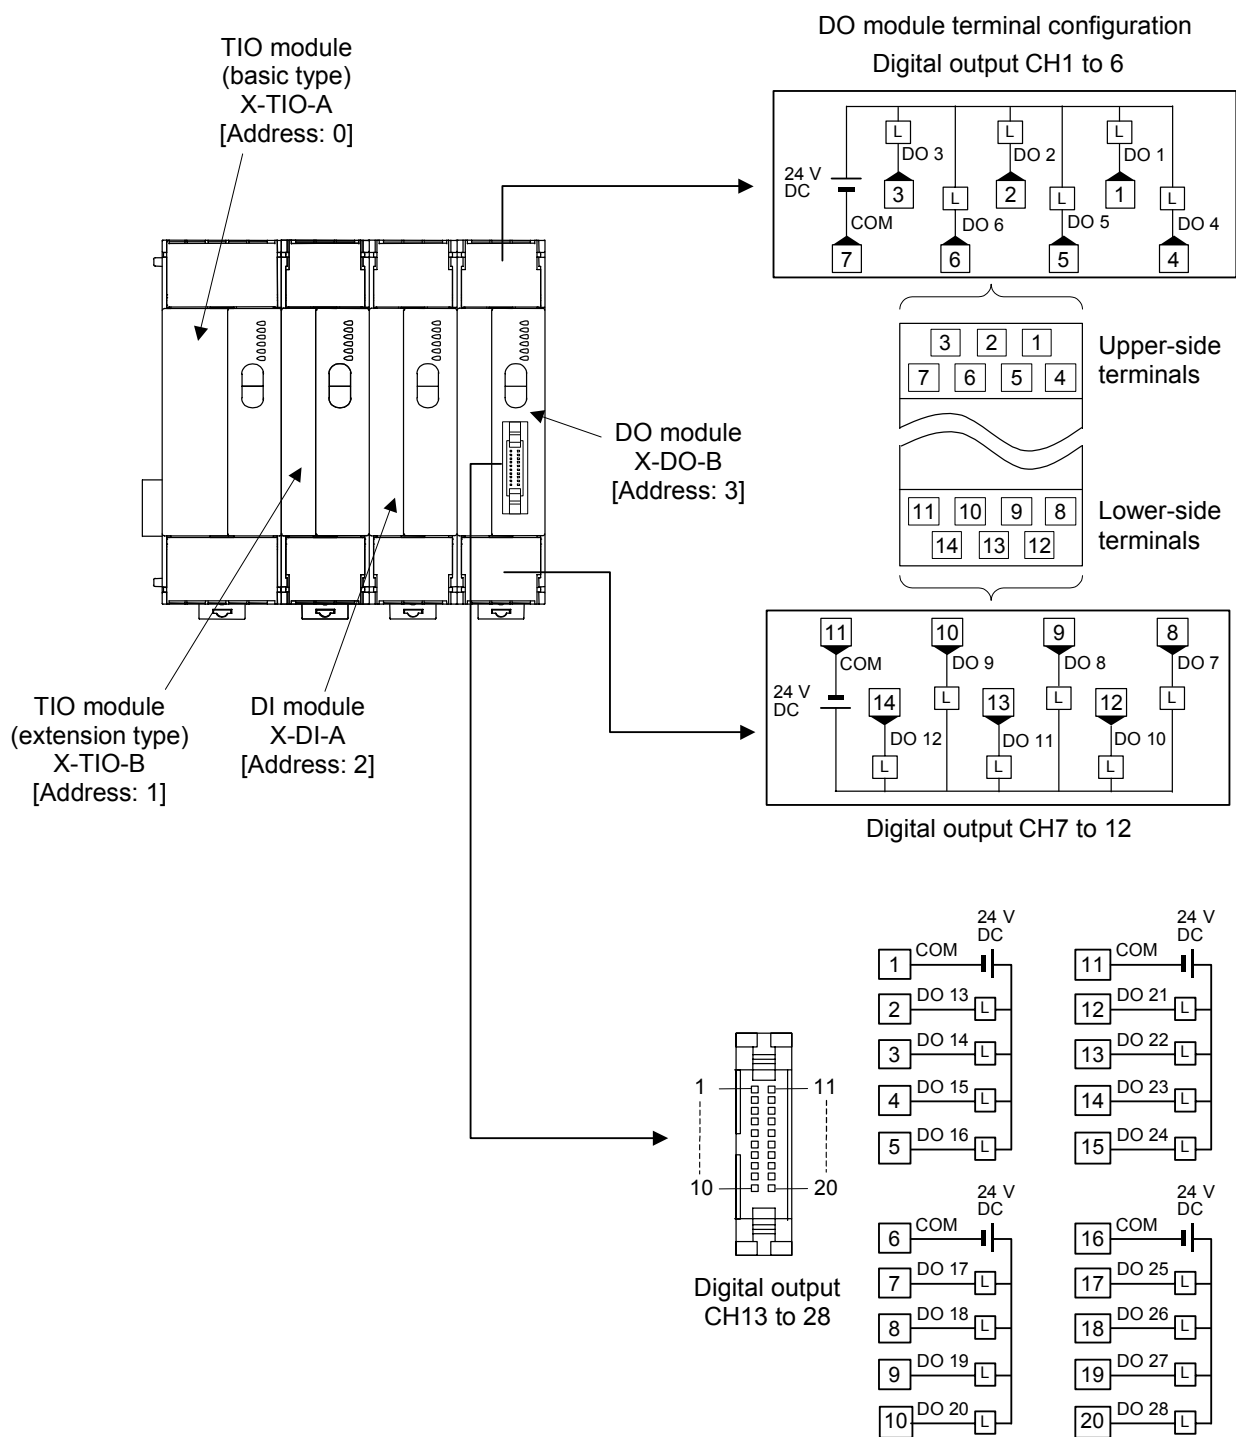 DO module terminal configuration
Digital output CH1 to 6
TIO module
(basic type)
X-TIO-A
[Address: 0]
L L L
DO 3 DO 2 DO 1
24 V
DC
3 2 1
L L L
COM DO 6 DO 5 DO 4
7 6 5 4
3 2 1
7 6 5 4
Upper-side
terminals
DO module
X-DO-B
[Address: 3]
11 10 9 8
14 13 12
Lower-side
terminals
11 10 9 8
COM DO 9 DO 8 DO 7
24 V
DC
14 L 13 L 12 L
DO 12 DO 11 DO 10
L L L
Digital output CH7 to 12
TIO module
(extension type)
X-TIO-B
[Address: 1]
DI module
X-DI-A
[Address: 2]
24 V
DC
1 COM
2 DO 13 L
3 DO 14 L
4 DO 15 L
5 DO 16 L
24 V
DC
11 COM
12 DO 21 L
13 DO 22 L
14 DO 23 L
15 DO 24 L
1 11
10 20
Digital output
CH13 to 28
24 V
DC
6 COM
7 DO 17 L
8 DO 18 L
9 DO 19 L
10 DO 20 L
24 V
DC
16 COM
17 DO 25 L
18 DO 26 L
19 DO 27 L
20 DO 28 L